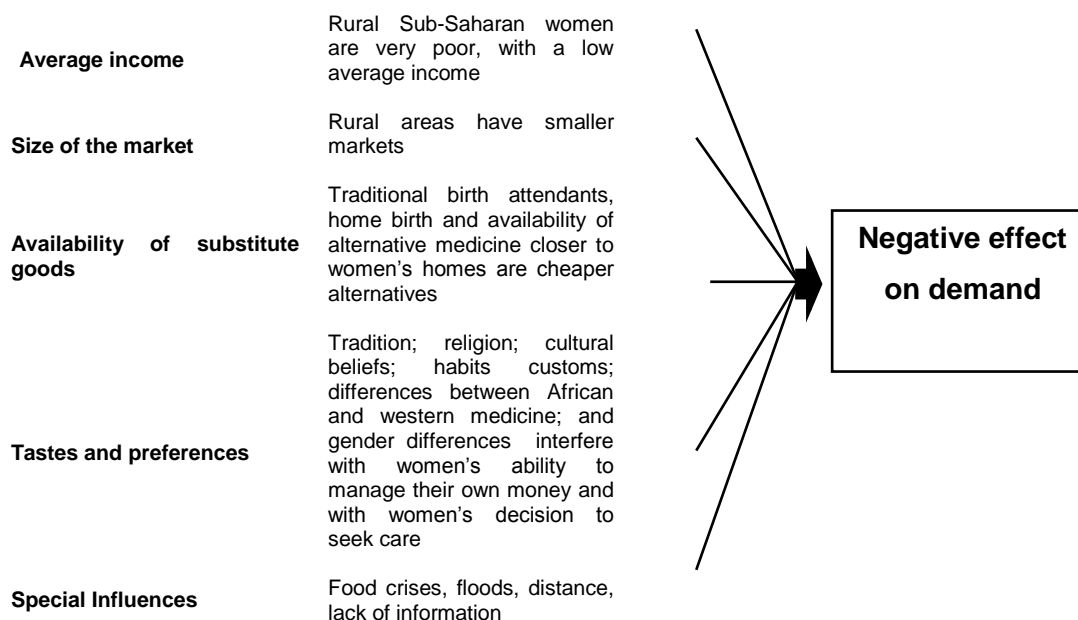 Average income
Rural Sub-Saharan women
are very poor, with a low
average income
Size of the market
Rural areas have smaller
markets
Availability of substitute
goods
Traditional birth attendants,
home birth and availability of
alternative medicine closer to
women's homes are cheaper
alternatives
Tastes and preferences
Tradition; religion; cultural
beliefs; habits customs;
differences between African
and western medicine; and
gender differences interfere
with women's ability to
manage their own money and
with women's decision to
seek care
Special Influences
Food crises, floods, distance,
lack of information
Negative effect
on demand